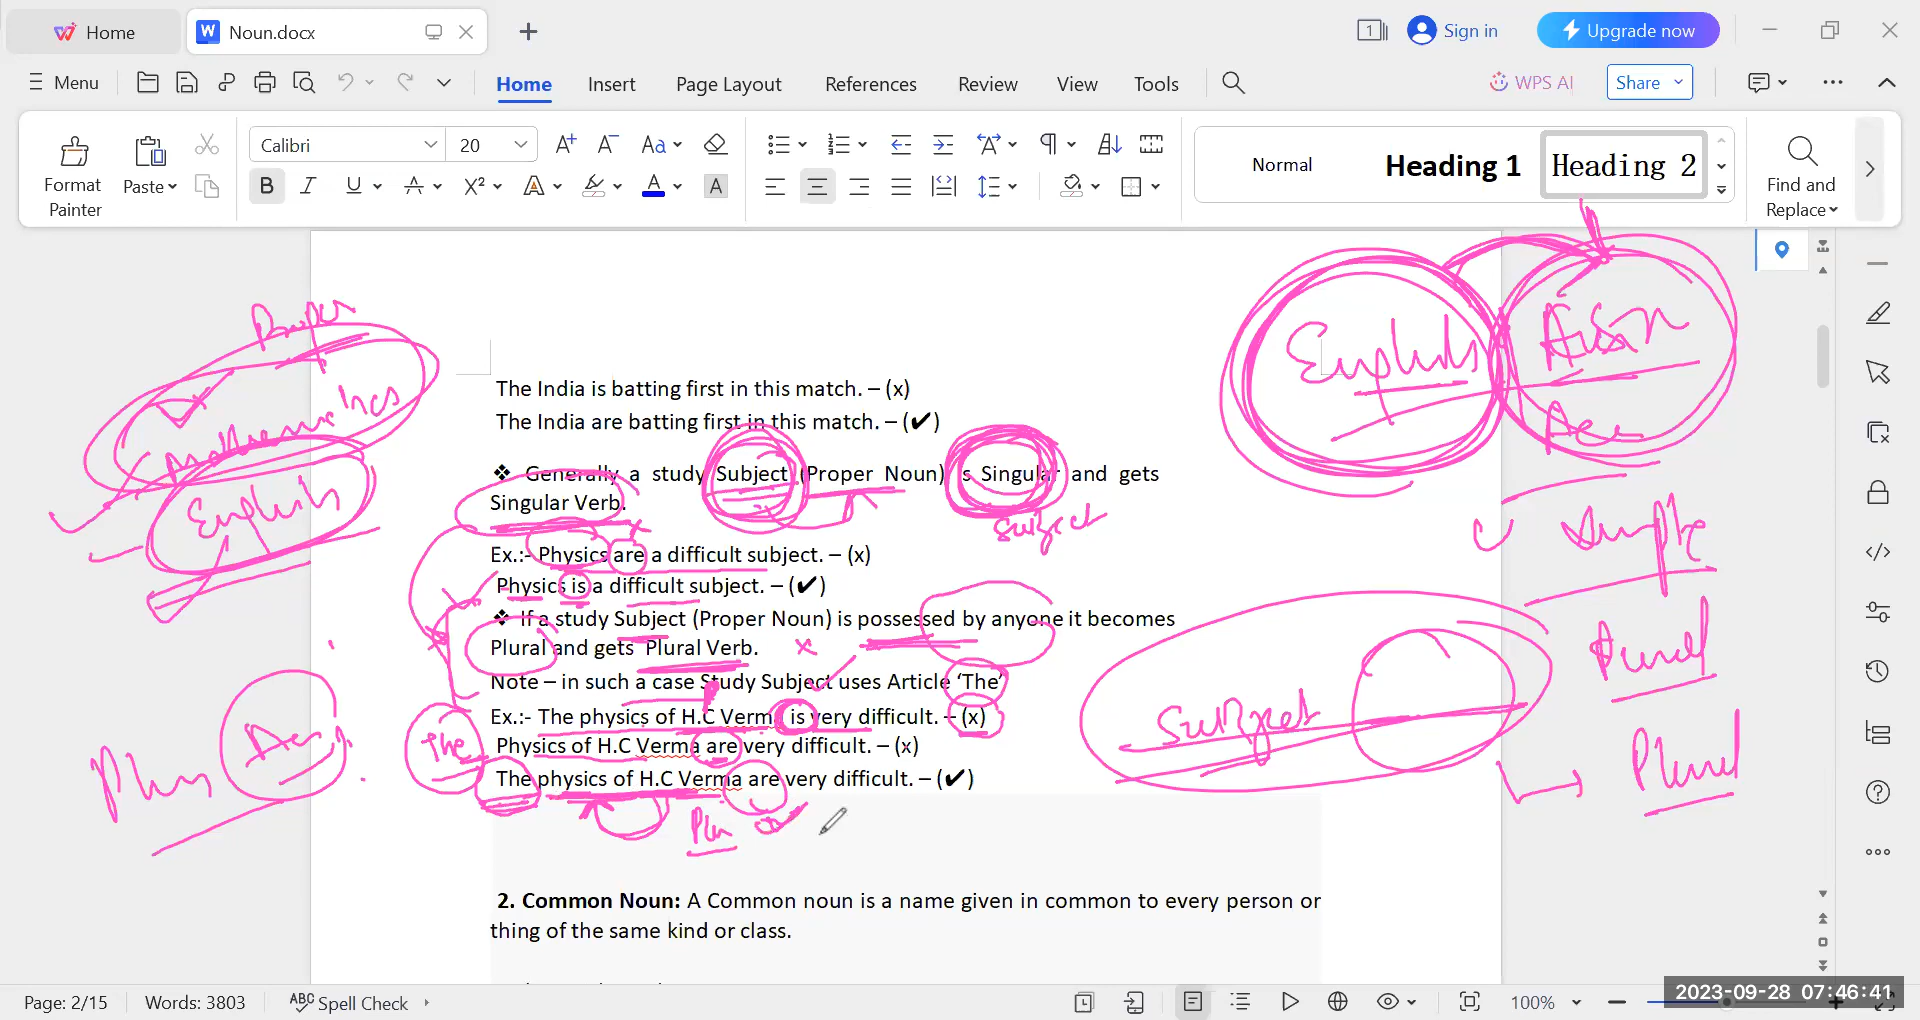 Home
Noun.docx
1
Sign in
Upgrade now
Menu
Home Insert Page Layout References Review View Tools
WPS AI
Share
Format Painter
Paste
Calibri
20
Normal
Heading 1
Heading 2
Find and Replace
Proper
English
English
The India is batting first in this match. – (x)
The India are batting first in this match. – (✔)
❖ Generally a study Subject (Proper Noun) is Singular and gets
Singular Verb.
Subject
Ex.:- Physics are a difficult subject. – (x)
Physics is a difficult subject. – (✔)
❖ If a study Subject (Proper Noun) is possessed by anyone it becomes
Plural and gets Plural Verb.
Note – in such a case Study Subject uses Article ‘The’
Ex.:- The physics of H.C Verma is very difficult. – (x)
Physics of H.C Verma are very difficult. – (x)
The physics of H.C Verma are very difficult. – (✔)
The
Subject
Plural
Plu
2. Common Noun: A Common noun is a name given in common to every person or
thing of the same kind or class.
Page: 2/15
Words: 3803
ABC Spell Check
100%
2023-09-28 07:46:41